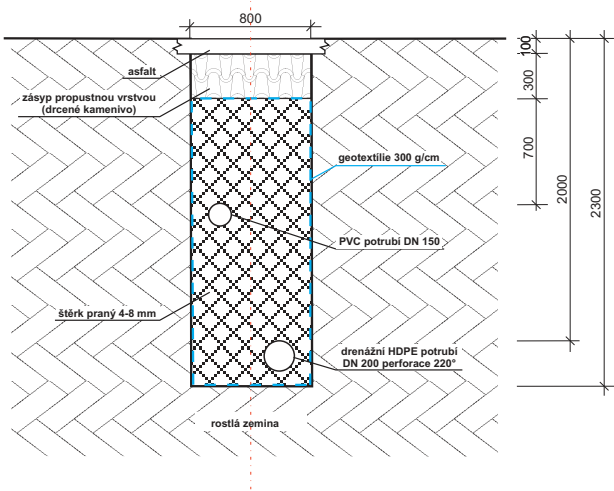 800
asfalt
zásyp propustnou vrstvou
(drcené kamenivo)
geotextílie 300 g/cm
PVC potrubí DN 150
štěrk praný 4-8 mm
drenážní HDPE potrubí
DN 200 perforace 220°
rostlá zemina
100
300
700
2000
2300